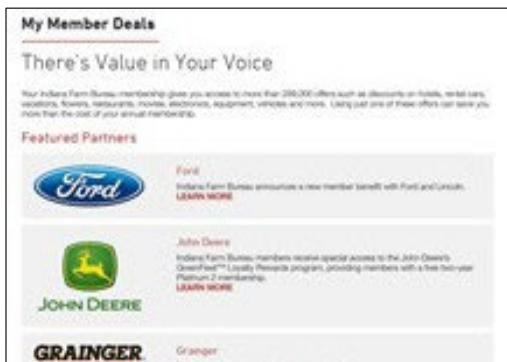 My Member Deals
There's Value in Your Voice
Your Indiana Farm Bureau membership gives you access to more than 299,000 offers such as discounts on hotels, rental cars,
vacations, flowers, restaurants, movies, electronics, equipment, vehicles and more. Using just one of these offers can save you
more than the cost of your annual membership.
Featured Partners
Ford
Ford
Indiana Farm Bureau announces a new member benefit with Ford and Lincoln.
LEARN MORE
JOHN DEERE
John Deere
Indiana Farm Bureau members receive special access to the John Deere's
GreenFleet™ Loyalty Rewards program, providing members with a free two-year
Platinum 2 membership.
LEARN MORE
GRAINGER
Grainger